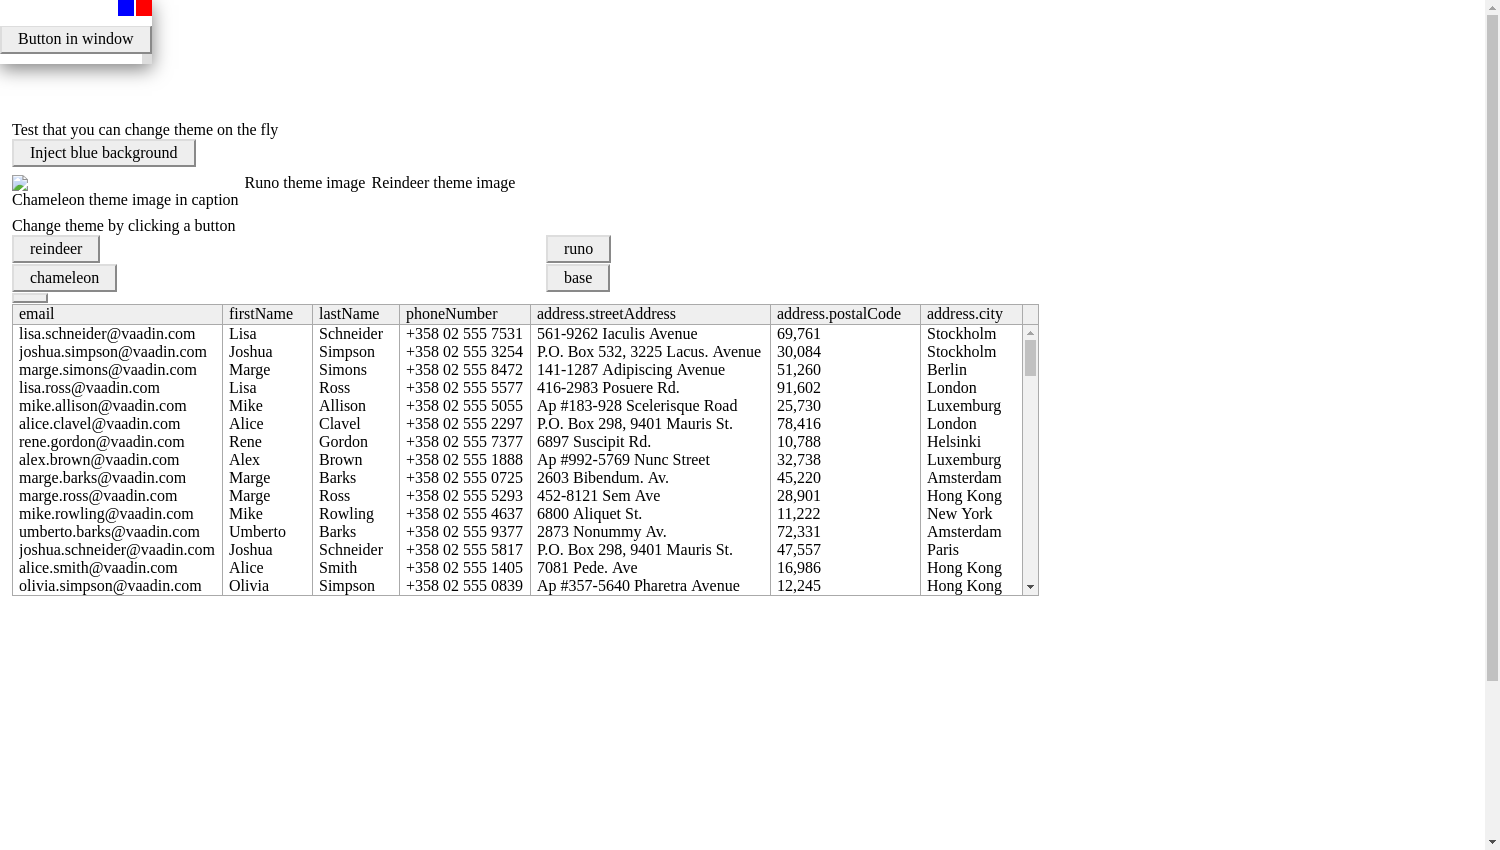 Button in window
Test that you can change theme on the fly
Inject blue background
Runo theme image Reindeer theme image
Chameleon theme image in caption
Change theme by clicking a button
reindeer runo
chameleon base
email firstName lastName phoneNumber address.streetAddress address.postalCode address.city
lisa.schneider@vaadin.com Lisa Schneider +358 02 555 7531 561-9262 Iaculis Avenue 69,761 Stockholm
joshua.simpson@vaadin.com Joshua Simpson +358 02 555 3254 P.O. Box 532, 3225 Lacus. Avenue 30,084 Stockholm
marge.simons@vaadin.com Marge Simons +358 02 555 8472 141-1287 Adipiscing Avenue 51,260 Berlin
lisa.ross@vaadin.com Lisa Ross +358 02 555 5577 416-2983 Posuere Rd. 91,602 London
mike.allison@vaadin.com Mike Allison +358 02 555 5055 Ap #183-928 Scelerisque Road 25,730 Luxemburg
alice.clavel@vaadin.com Alice Clavel +358 02 555 2297 P.O. Box 298, 9401 Mauris St. 78,416 London
rene.gordon@vaadin.com Rene Gordon +358 02 555 7377 6897 Suscipit Rd. 10,788 Helsinki
alex.brown@vaadin.com Alex Brown +358 02 555 1888 Ap #992-5769 Nunc Street 32,738 Luxemburg
marge.barks@vaadin.com Marge Barks +358 02 555 0725 2603 Bibendum. Av. 45,220 Amsterdam
marge.ross@vaadin.com Marge Ross +358 02 555 5293 452-8121 Sem Ave 28,901 Hong Kong
mike.rowling@vaadin.com Mike Rowling +358 02 555 4637 6800 Aliquet St. 11,222 New York
umberto.barks@vaadin.com Umberto Barks +358 02 555 9377 2873 Nonummy Av. 72,331 Amsterdam
joshua.schneider@vaadin.com Joshua Schneider +358 02 555 5817 P.O. Box 298, 9401 Mauris St. 47,557 Paris
alice.smith@vaadin.com Alice Smith +358 02 555 1405 7081 Pede. Ave 16,986 Hong Kong
olivia.simpson@vaadin.com Olivia Simpson +358 02 555 0839 Ap #357-5640 Pharetra Avenue 12,245 Hong Kong